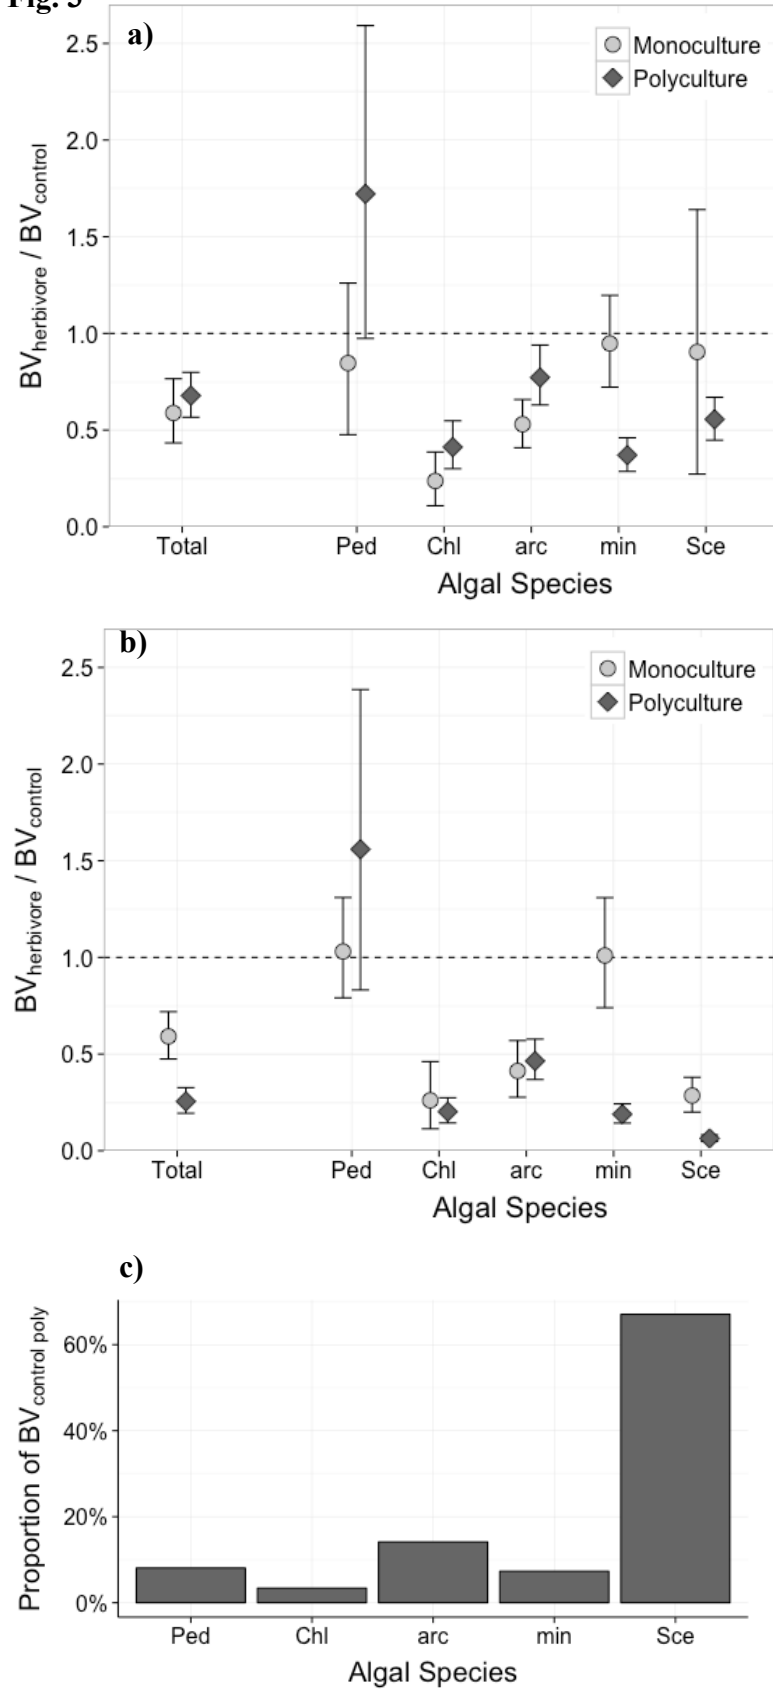 Fig. 3
a)
Monoculture
Polyculture
BVherbivore / BVcontrol
2.5
2.0
1.5
1.0
0.5
0.0
Total Ped Chl arc min Sce
Algal Species
b)
Monoculture
Polyculture
BVherbivore / BVcontrol
2.5
2.0
1.5
1.0
0.5
0.0
Total Ped Chl arc min Sce
Algal Species
c)
Proportion of BVcontrol poly
60%
40%
20%
0%
Ped Chl arc min Sce
Algal Species